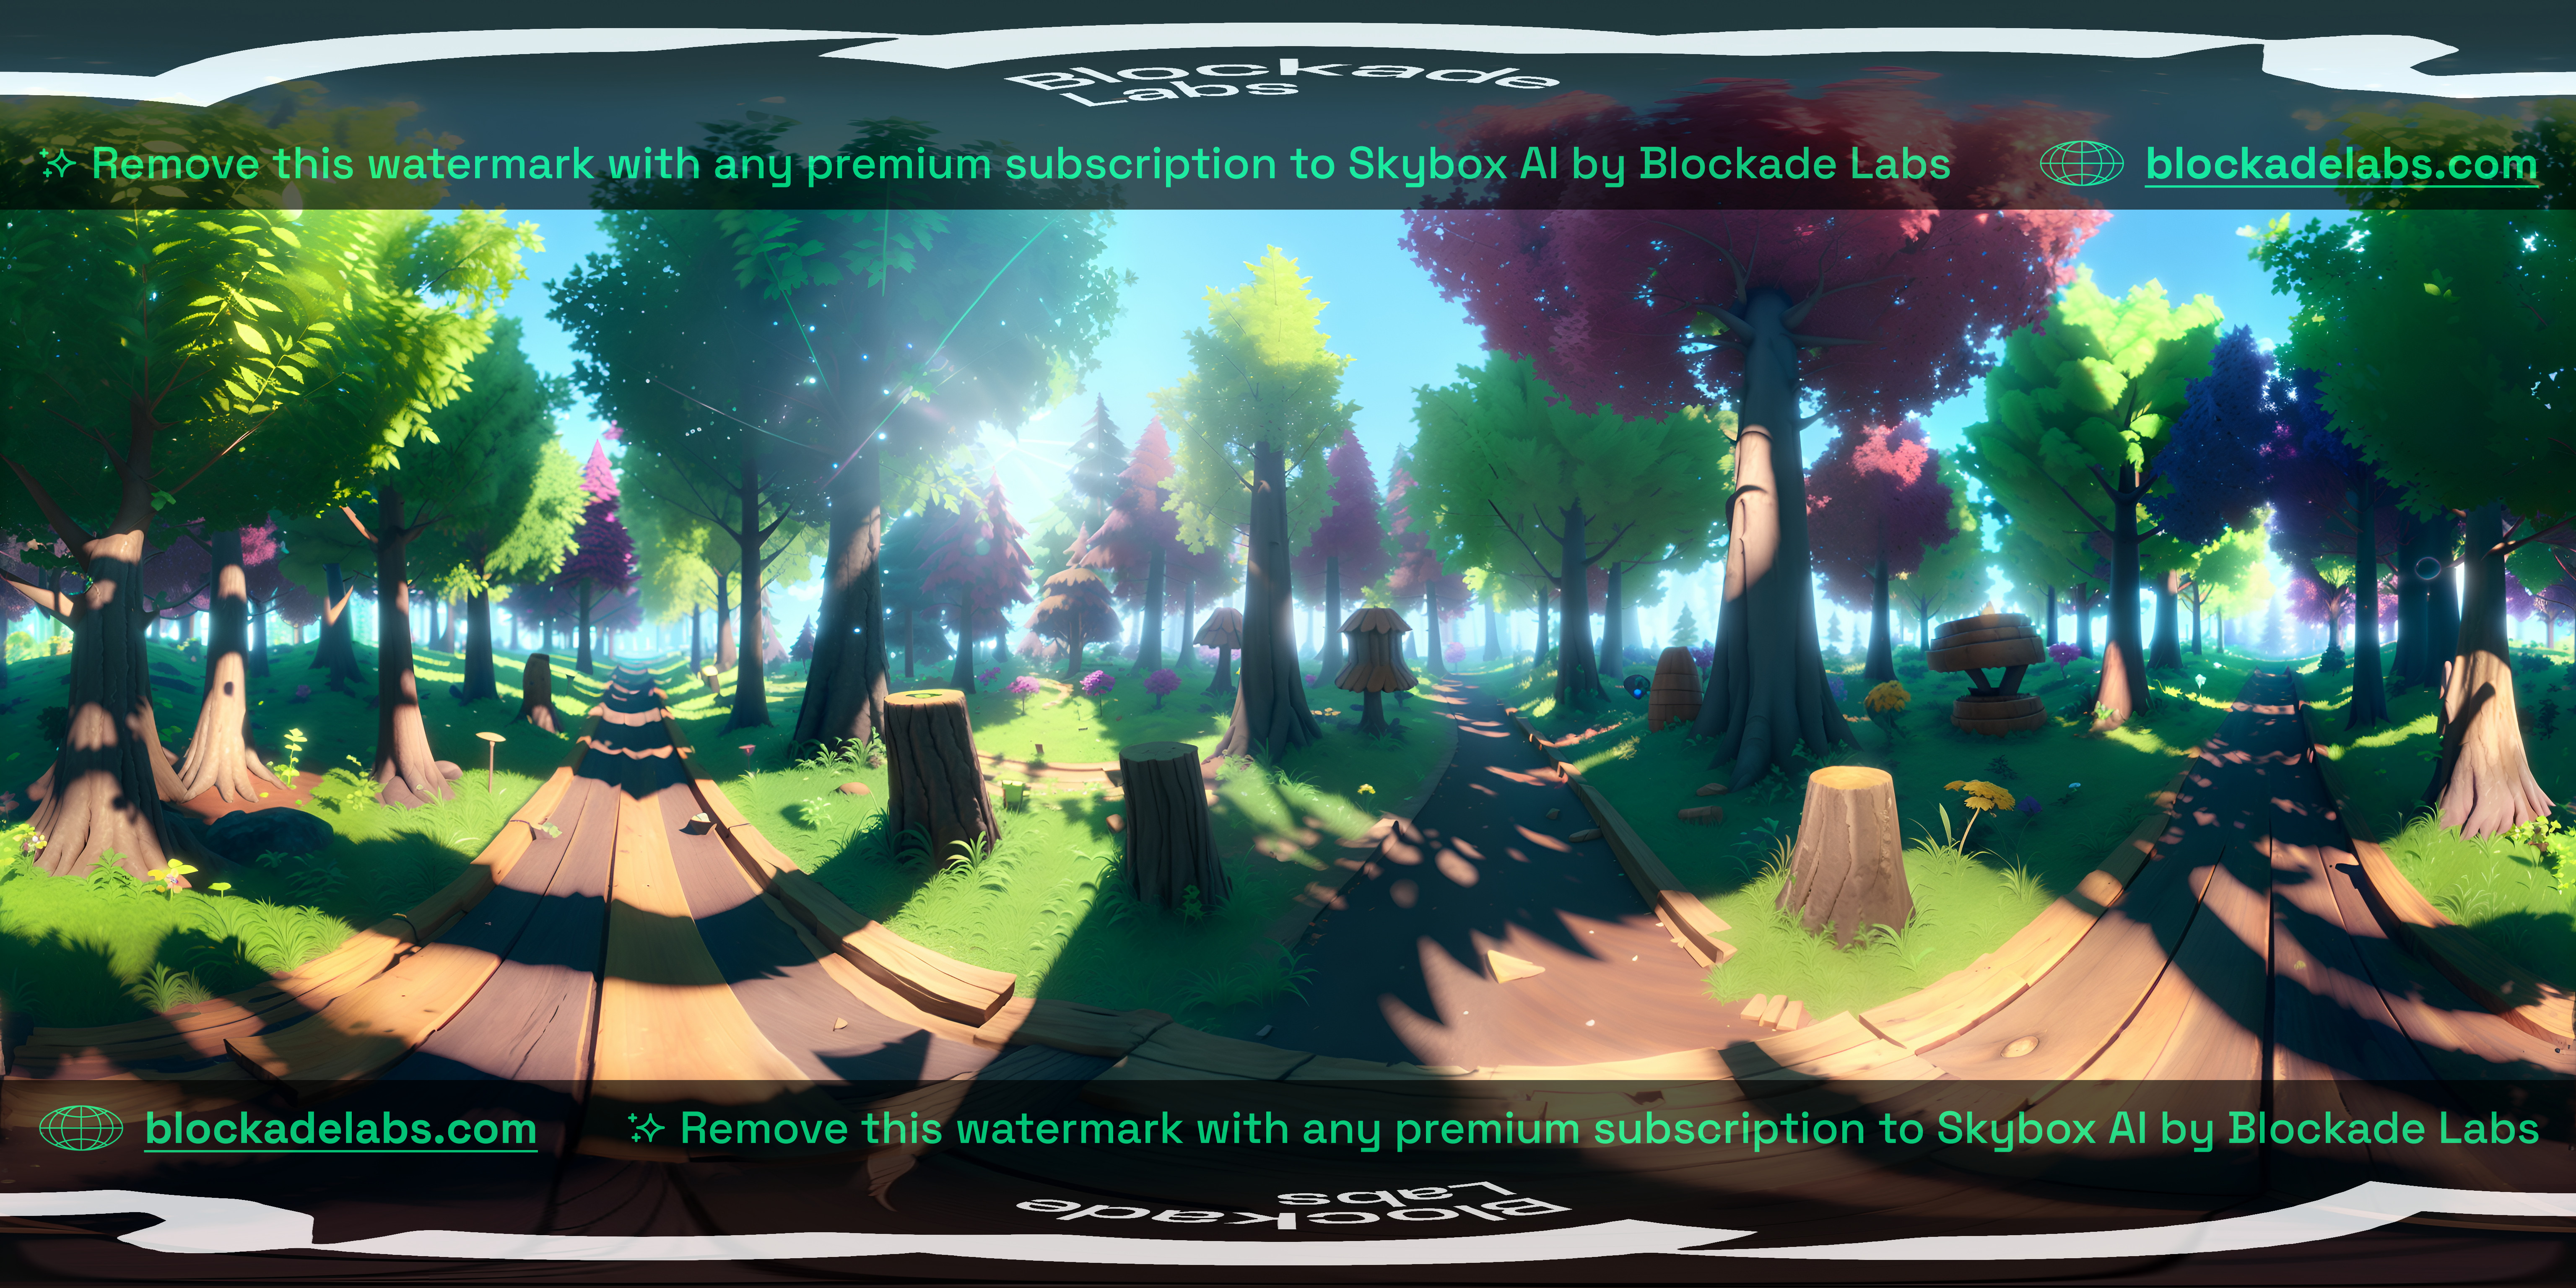 Blockade
Labs
Remove this watermark with any premium subscription to Skybox AI by Blockade Labs
blockadelabs.com
blockadelabs.com
Remove this watermark with any premium subscription to Skybox AI by Blockade Labs
Labs
Blockade